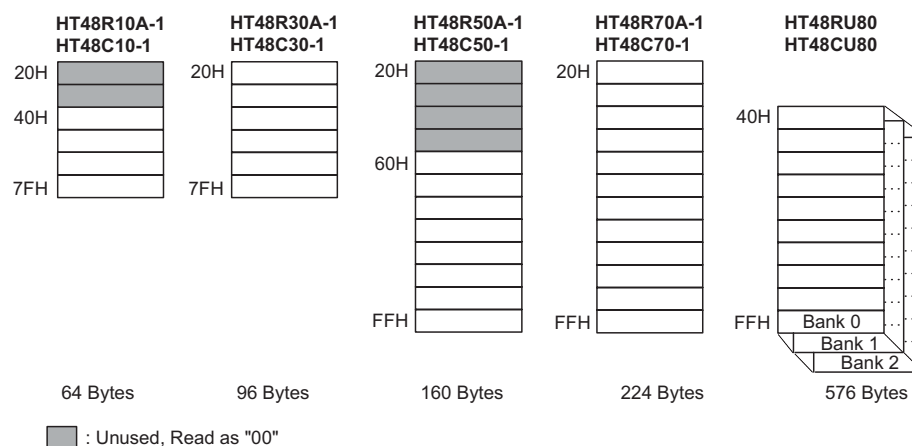 HT48R10A-1
HT48C10-1
HT48R30A-1
HT48C30-1
HT48R50A-1
HT48C50-1
HT48R70A-1
HT48C70-1
HT48RU80
HT48CU80
20H
40H
7FH
20H
7FH
20H
60H
FFH
20H
FFH
40H
FFH
Bank 0
Bank 1
Bank 2
64 Bytes
96 Bytes
160 Bytes
224 Bytes
576 Bytes
: Unused, Read as "00"